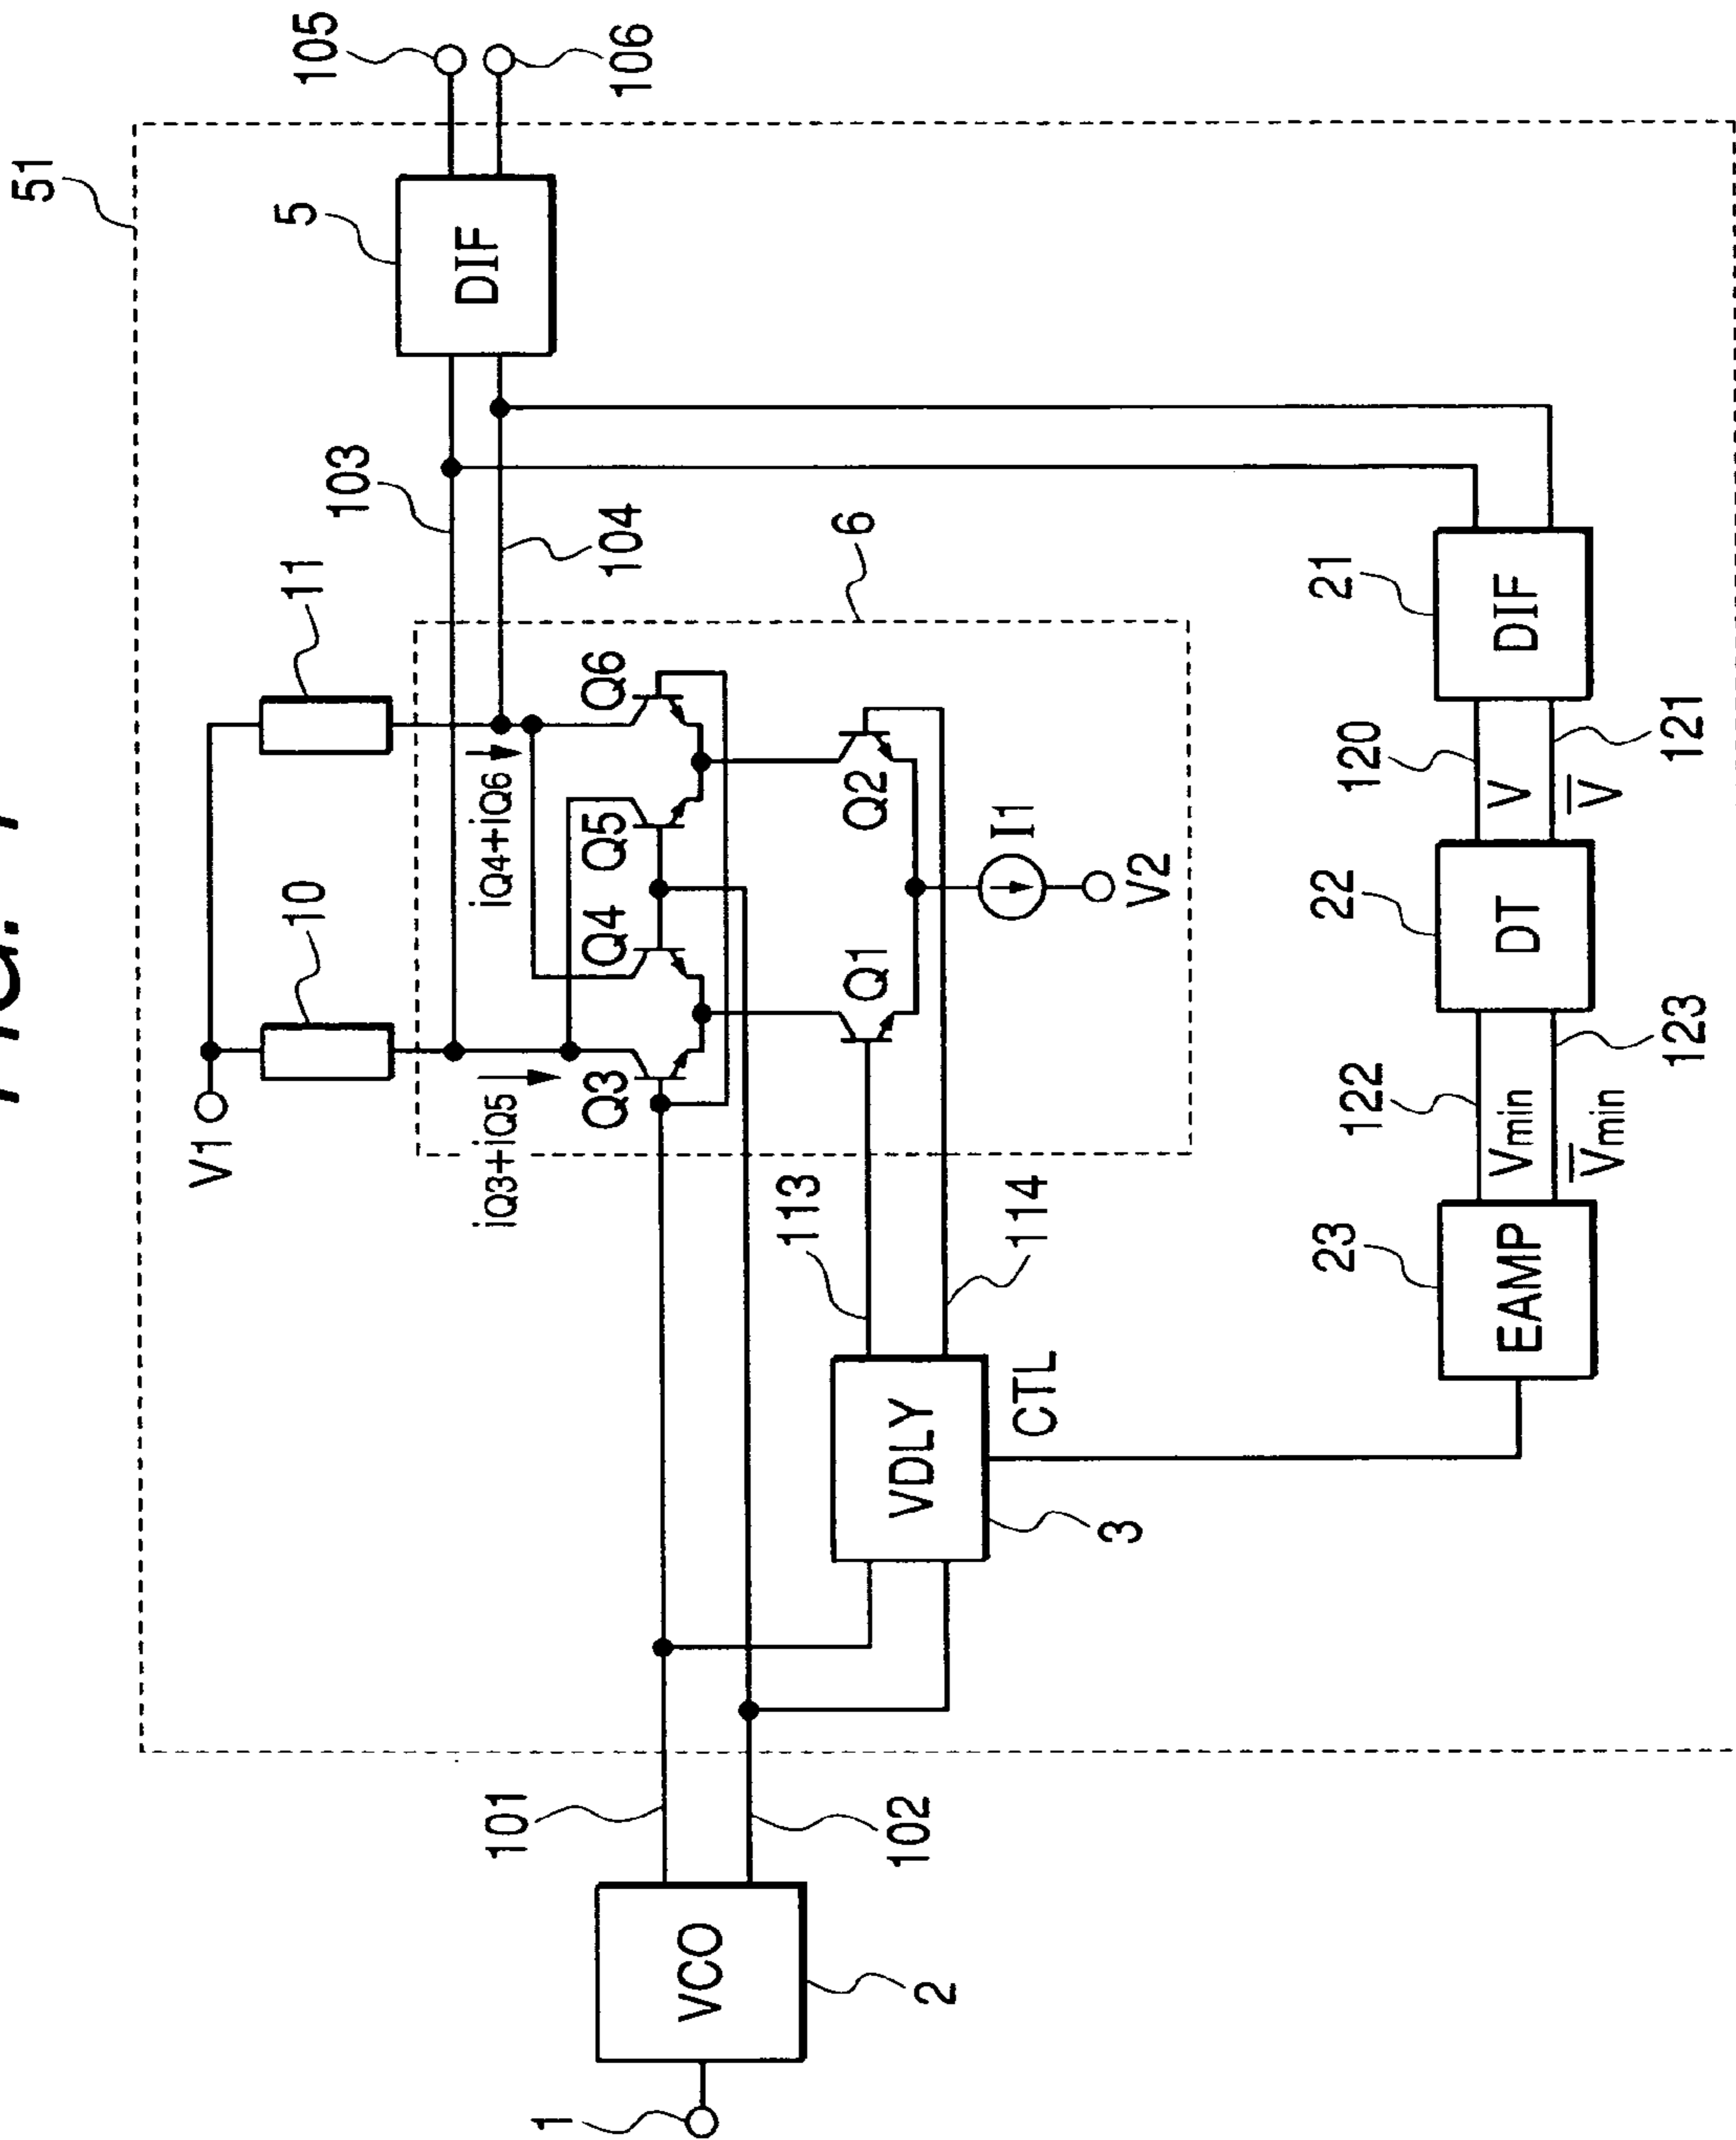 51
105
106
5
DIF
V1
10
11
103
104
6
iQ3+iQ5
iQ4+iQ6
Q3
Q4
Q5
Q6
Q1
Q2
I1
V2
113
114
VDLY
CTL
3
101
102
VCO
1
2
23
EAMP
122
Vmin
V̅min
123
22
DT
120
V
V̅
121
21
DIF